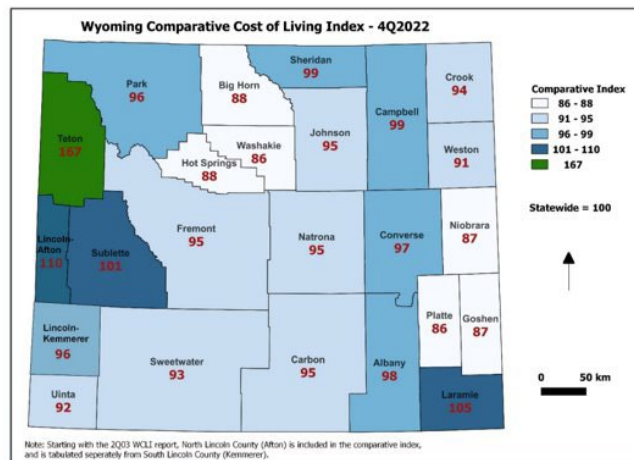 Wyoming Comparative Cost of Living Index - 4Q2022
Sheridan
99
Park
96
Big Horn
88
Crook
94
Campbell
99
Teton
167
Johnson
95
Washakie
86
Weston
91
Hot Springs
88
Lincoln-
Afton
110
Sublette
101
Fremont
95
Natrona
95
Converse
97
Niobrara
87
Platte
86
Goshen
87
Lincoln-
Kemmerer
96
Sweetwater
93
Carbon
95
Albany
98
Uinta
92
Laramie
105
Comparative Index
86 - 88
91 - 95
96 - 99
101 - 110
167
Statewide = 100
0 50 km
Note: Starting with the 2Q03 WCLI report, North Lincoln County (Afton) is included in the comparative index,
and is tabulated seperately from South Lincoln County (Kemmerer).